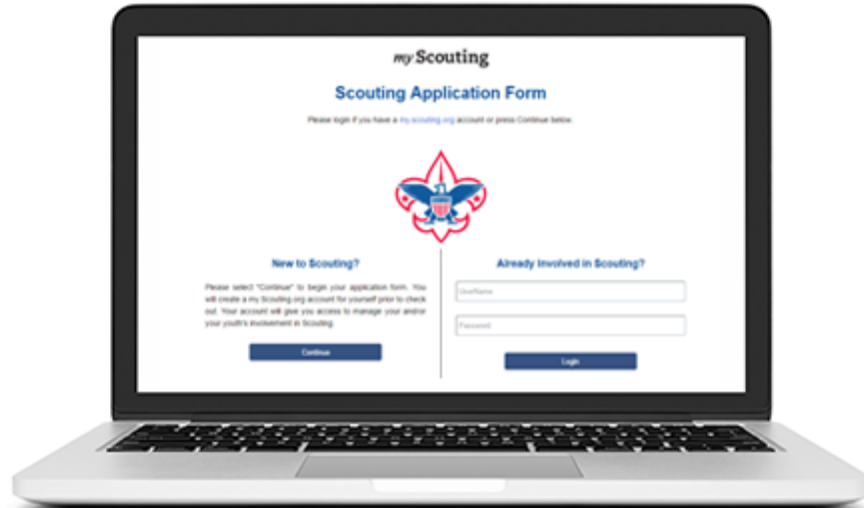 my Scouting
Scouting Application Form
Please login if you have a my.scouting.org account or press Continue below.
New to Scouting?
Please select "Continue" to begin your application form. You
will create a my.Scouting.org account for yourself prior to check
out. Your account will give you access to manage your and/or
your youth's involvement in Scouting.
Continue
Already Involved in Scouting?
UserName
Password
Login